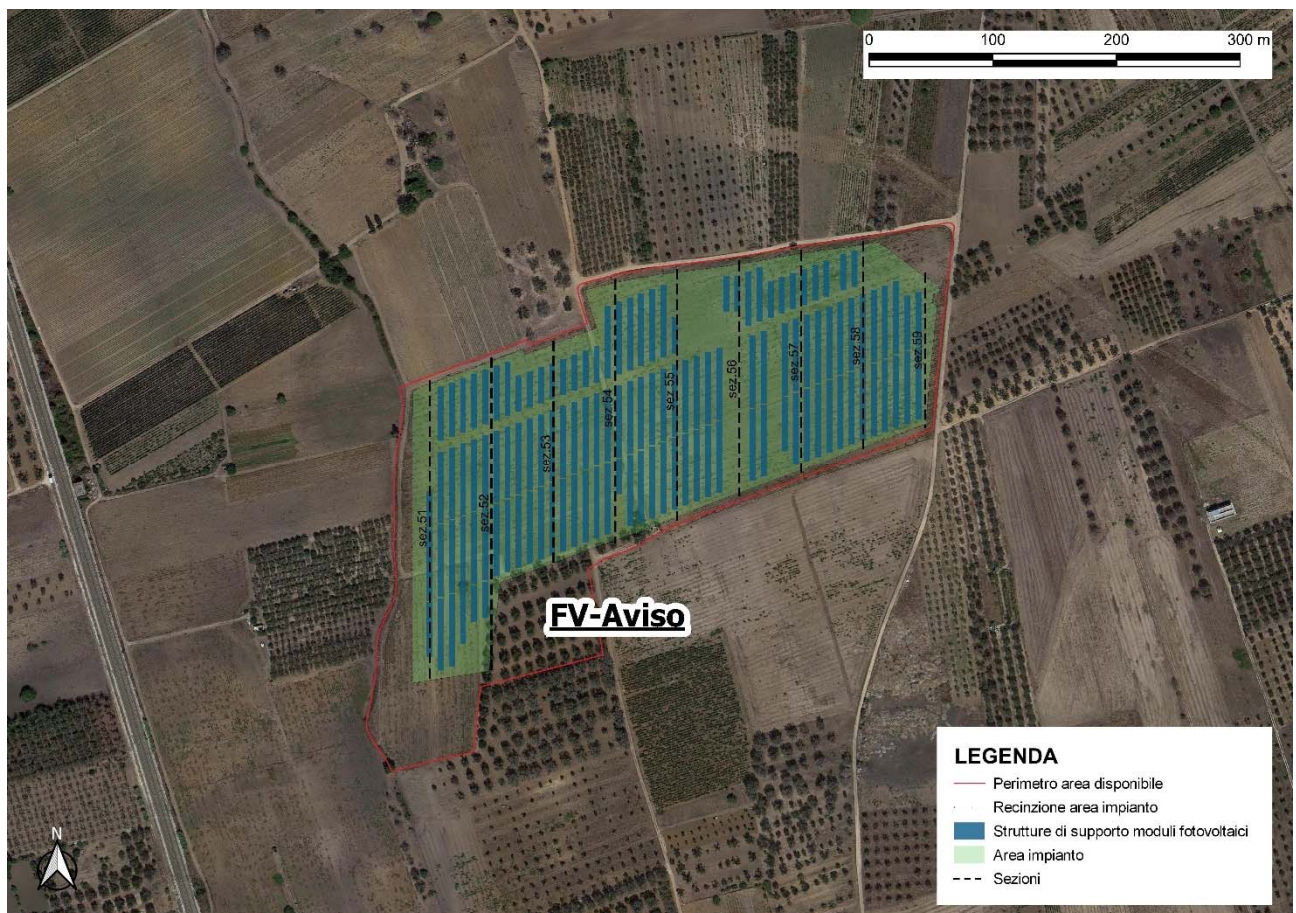 0 100 200 300 m
sez.51
sez.52
sez.53
sez.54
sez.55
sez.56
sez.57
sez.58
sez.59
FV-Aviso
N
LEGENDA
Perimetro area disponibile
Recinzione area impianto
Strutture di supporto moduli fotovoltaici
Area impianto
Sezioni